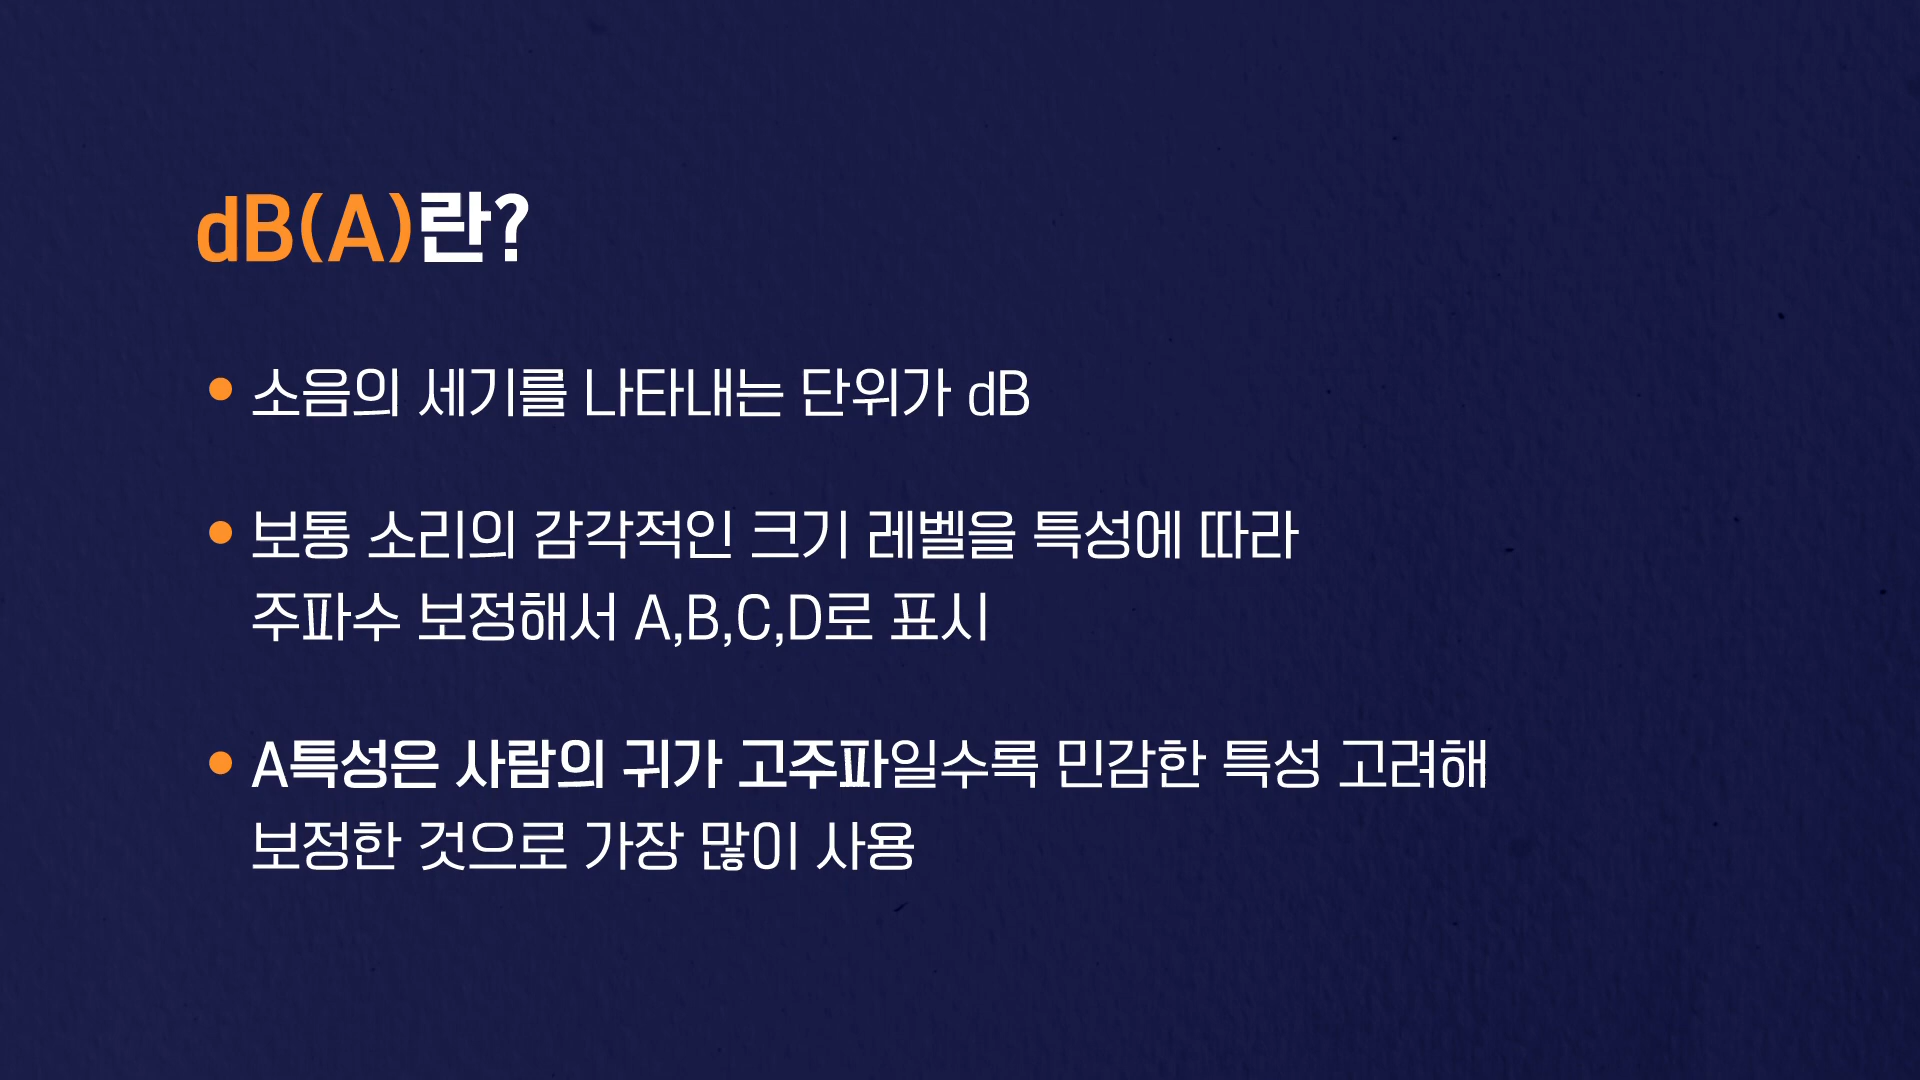 dB(A)란?
소음의 세기를 나타내는 단위가 dB
보통 소리의 감각적인 크기 레벨을 특성에 따라
주파수 보정해서 A,B,C,D로 표시
A특성은 사람의 귀가 고주파일수록 민감한 특성 고려해
보정한 것으로 가장 많이 사용